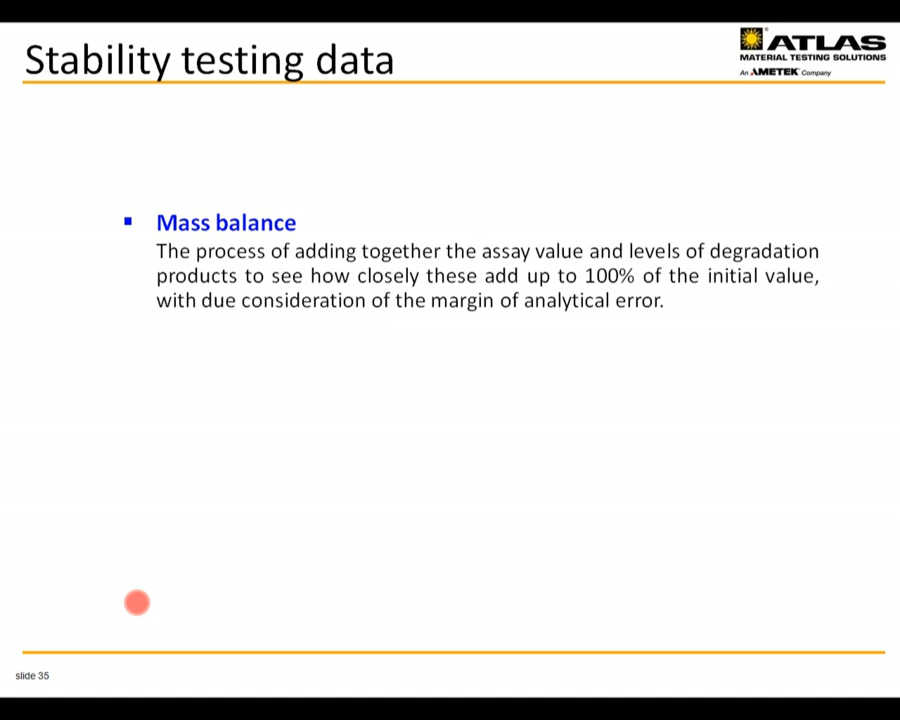 Stability testing data
ATLAS
MATERIAL TESTING SOLUTIONS
An AMETEK Company
▪ Mass balance
The process of adding together the assay value and levels of degradation
products to see how closely these add up to 100% of the initial value,
with due consideration of the margin of analytical error.
slide 35